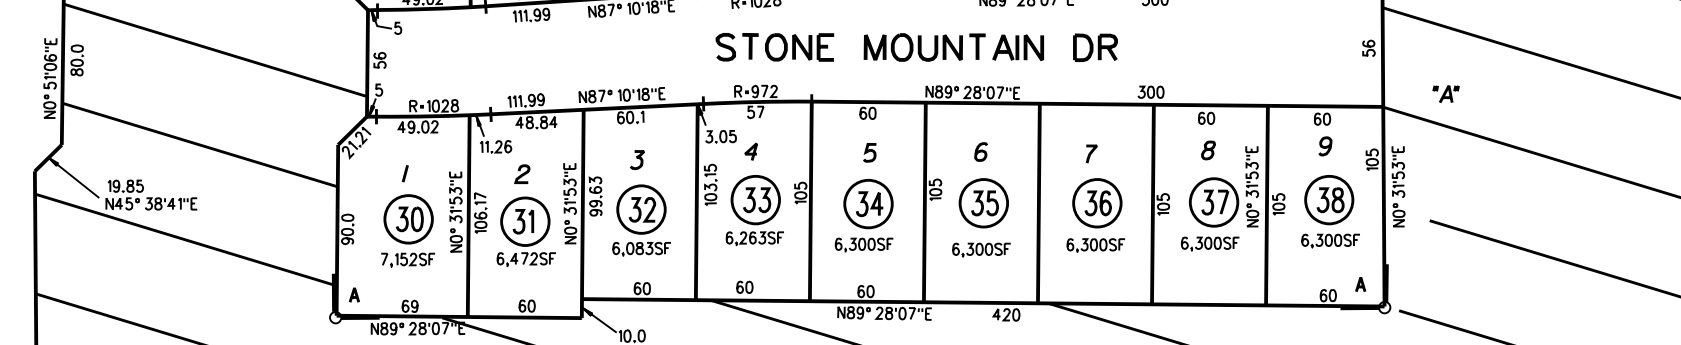 49.02
111.99
N87° 10'18"E
R=1028
N89° 28'07"E
300
5
56
STONE MOUNTAIN DR
56
N0° 51'06"E
80.0
5
R=1028
111.99
N87° 10'18"E
R=972
N89° 28'07"E
300
"A"
21.21
49.02
11.26
48.84
60.1
3.05
57
60
60
60
19.85
N45° 38'41"E
1
2
3
4
5
6
7
8
9
90.0
N0° 31'53"E
106.17
N0° 31'53"E
99.63
103.15
105
105
105
N0° 31'53"E
105
105
N0° 31'53"E
30
31
32
33
34
35
36
37
38
7,152SF
6,472SF
6,083SF
6,263SF
6,300SF
6,300SF
6,300SF
6,300SF
6,300SF
A
69
60
60
60
60
60
A
N89° 28'07"E
10.0
N89° 28'07"E
420